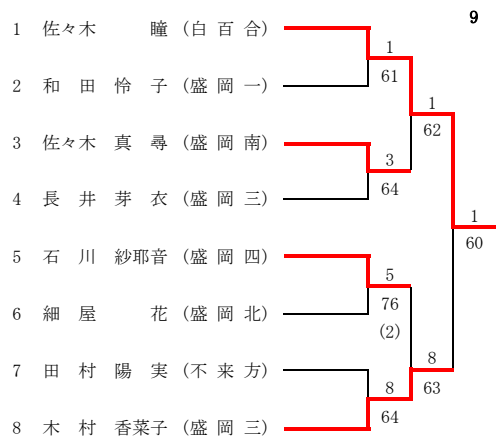 9
1 佐々木 瞳 (白百合)
1
61
2 和田怜子 (盛岡一)
1
62
3 佐々木真尋 (盛岡南)
3
64
4 長井芽衣 (盛岡三)
1
60
5 石川紗耶音 (盛岡四)
5
76
(2)
6 細屋 花 (盛岡北)
7 田村陽実 (不来方)
8
63
8
64
8 木村香菜子 (盛岡三)